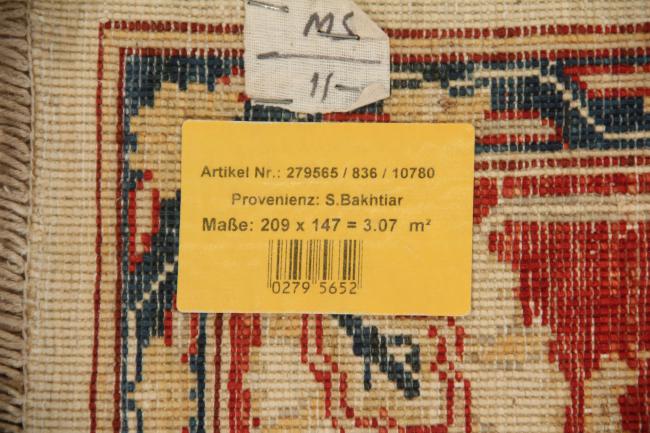 MS
11
Artikel Nr.: 279565 / 836 / 10780
Provenienz: S.Bakhtiar
Maße: 209 x 147 = 3.07 m²
0279 5652